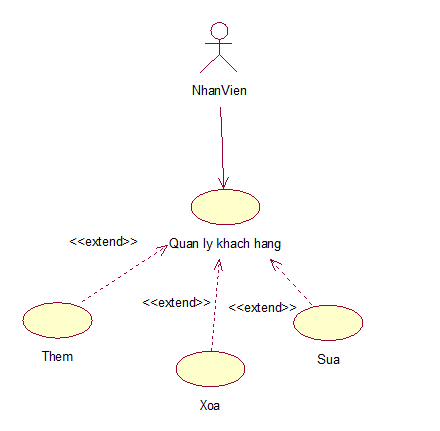 NhanVien
<<extend>>
Quan ly khach hang
<<extend>>
<<extend>>
Them
Xoa
Sua